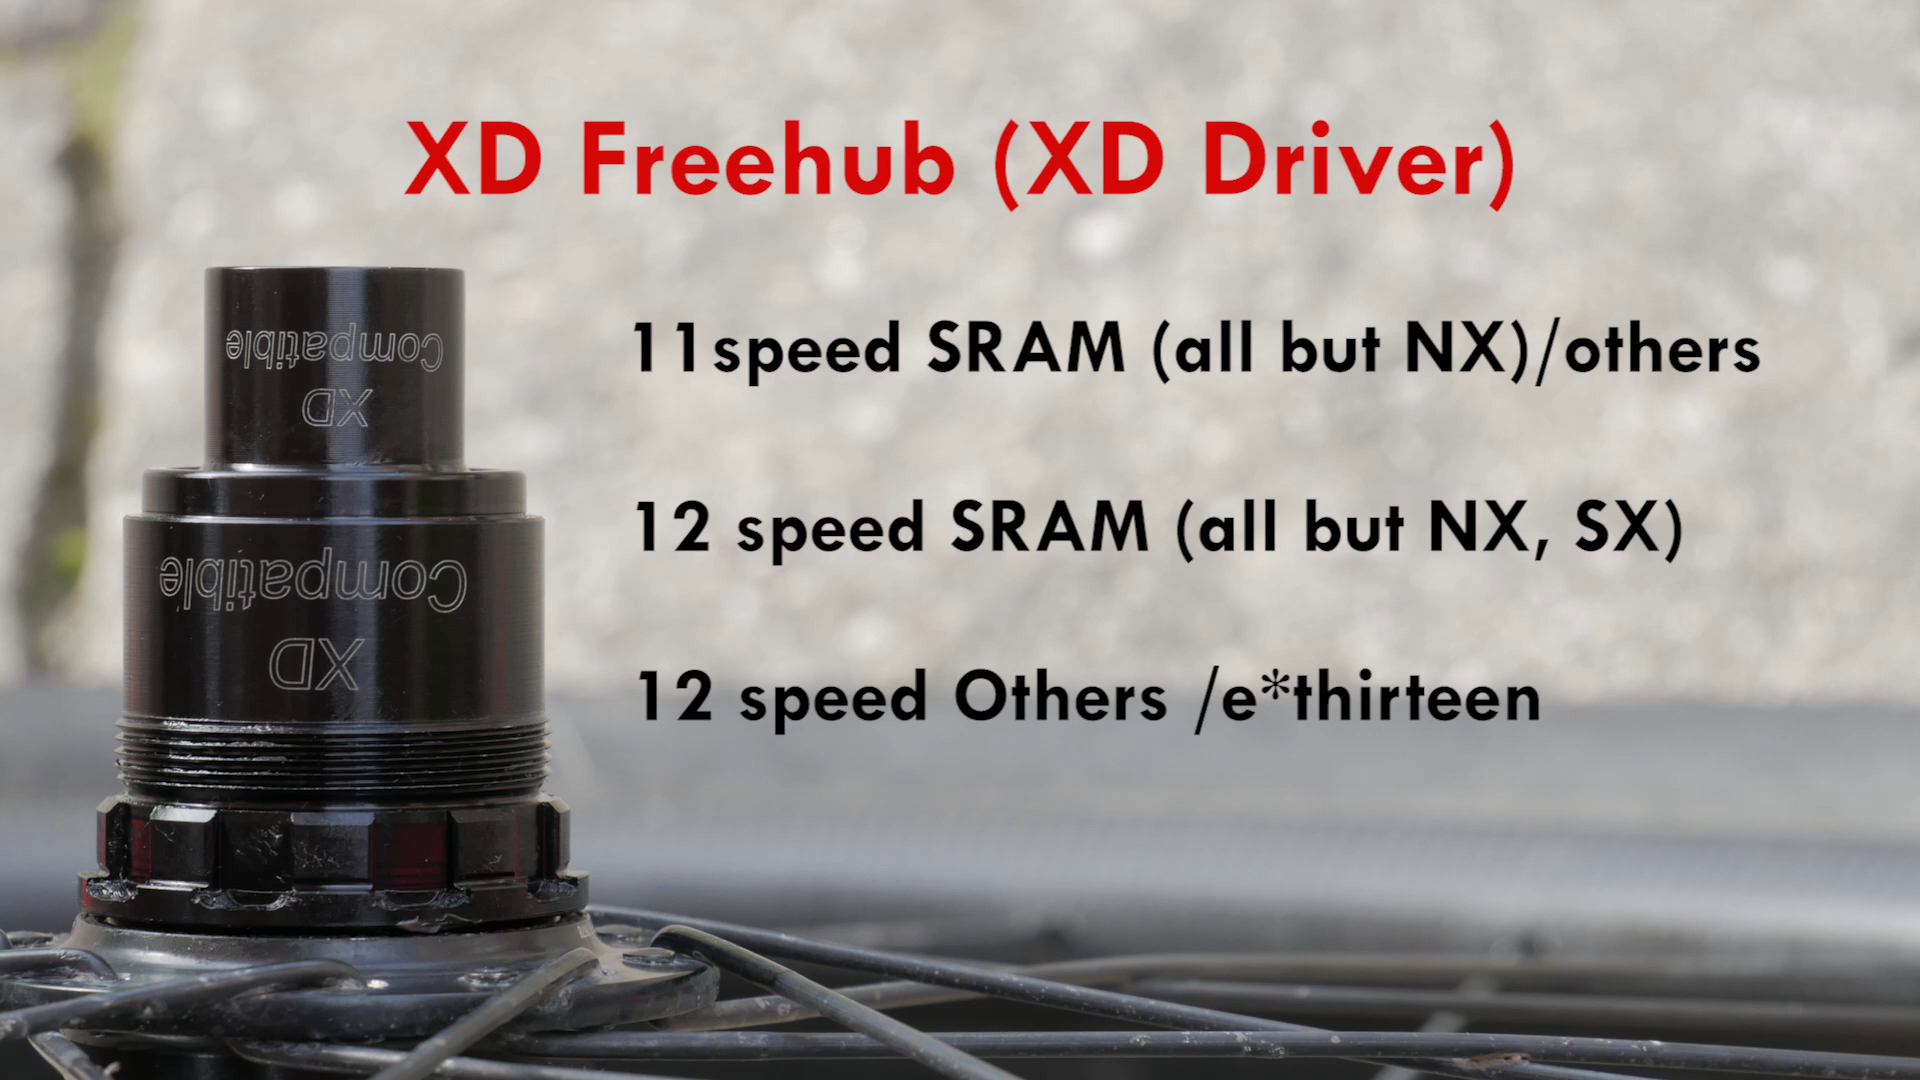 XD Freehub (XD Driver)
11speed SRAM (all but NX)/others
12 speed SRAM (all but NX, SX)
12 speed Others /e*thirteen
XD
Compatible
XD
Compatible